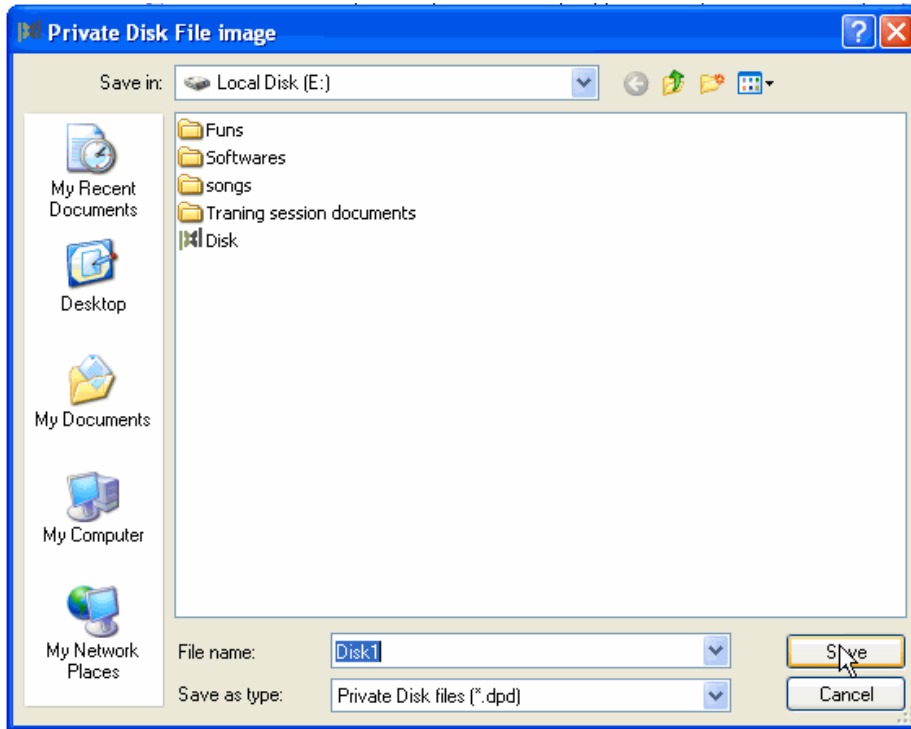 Private Disk File image
Save in:
Local Disk (E:)
Funs
Softwares
songs
Traning session documents
Disk
My Recent
Documents
Desktop
My Documents
My Computer
My Network
Places
File name:
Disk1
Save
Save as type:
Private Disk files (*.dpd)
Cancel